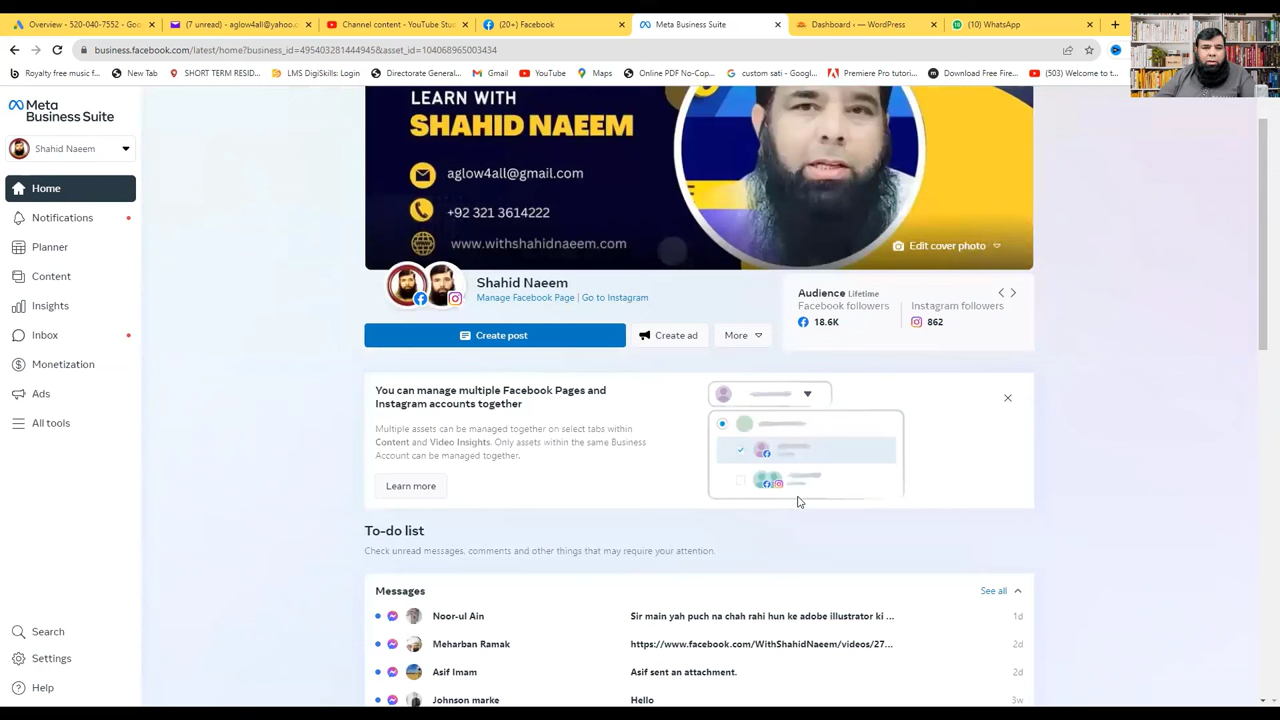 Overview - 520-040-7552 - Goo
(7 unread) - aglow4all@yahoo.c
Channel content - YouTube Stu
(20+) Facebook
Meta Business Suite
Dashboard ‹ — WordPress
(10) WhatsApp
business.facebook.com/latest/home?business_id=495403281444945&asset_id=104068965003434
Royalty free music f...
New Tab
SHORT TERM RESID...
LMS DigiSkills: Login
Directorate General...
Gmail
YouTube
Maps
Online PDF No-Cop...
custom sati - Googl...
Premiere Pro tutori...
Download Free Fire...
(503) Welcome to t...
Meta
Business Suite
Shahid Naeem
Home
Notifications
Planner
Content
Insights
Inbox
Monetization
Ads
All tools
Search
Settings
Help
LEARN WITH
SHAHID NAEEM
aglow4all@gmail.com
+92 321 3614222
www.withshahidnaeem.com
Edit cover photo
Shahid Naeem
Manage Facebook Page | Go to Instagram
Audience Lifetime
Facebook followers
18.6K
Instagram followers
862
Create post
Create ad
More
You can manage multiple Facebook Pages and
Instagram accounts together
Multiple assets can be managed together on select tabs within
Content and Video Insights. Only assets within the same Business
Account can be managed together.
Learn more
To-do list
Check unread messages, comments and other things that may require your attention.
Messages
See all
Noor-ul Ain
Sir main yah puch na chah rahi hun ke adobe illustrator ki ...
1d
Meharban Ramak
https://www.facebook.com/WithShahidNaeem/videos/27...
2d
Asif Imam
Asif sent an attachment.
2d
Johnson marke
Hello
3w